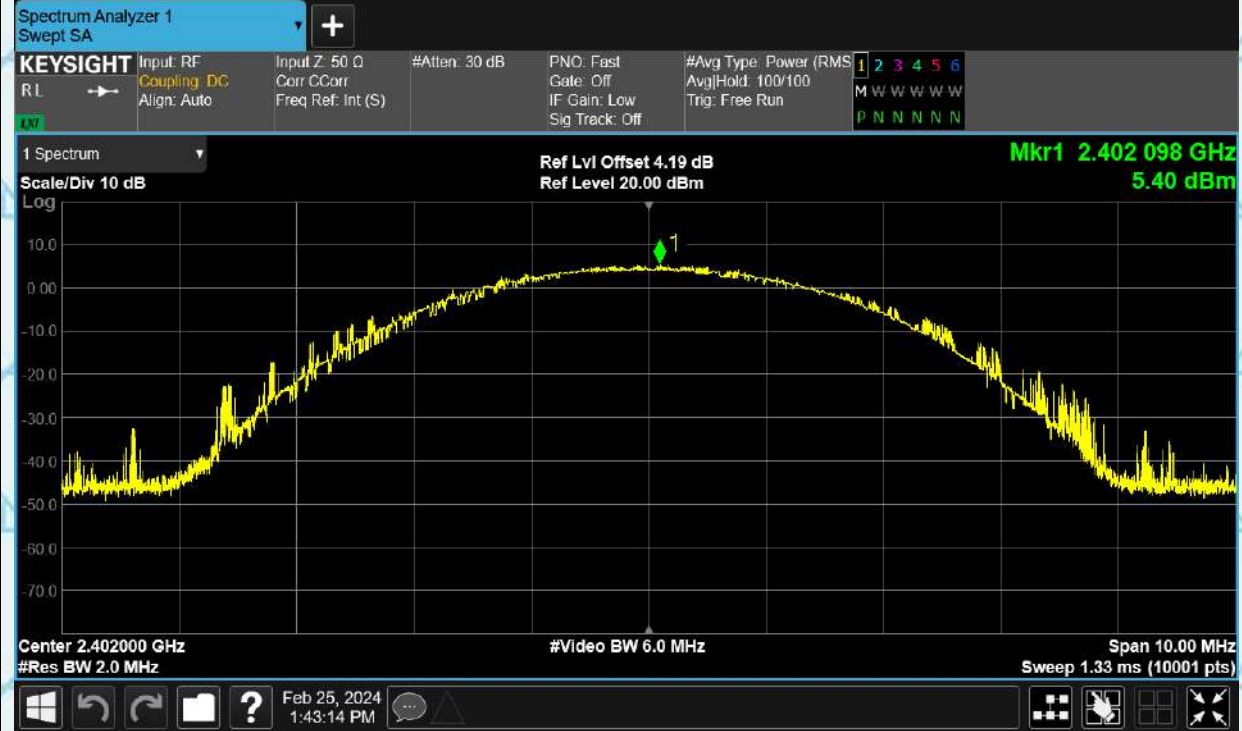 Spectrum Analyzer 1
Swept SA
KEYSIGHT
RL
LXI
Input: RF
Coupling: DC
Align: Auto
Input Z: 50 Ω
Corr CCorr
Freq Ref: Int (S)
#Atten: 30 dB
PNO: Fast
Gate: Off
IF Gain: Low
Sig Track: Off
#Avg Type: Power (RMS
Avg|Hold: 100/100
Trig: Free Run
1 2 3 4 5 6
M W W W W W
P N N N N N
1 Spectrum
Scale/Div 10 dB
Ref Lvl Offset 4.19 dB
Ref Level 20.00 dBm
Mkr1 2.402 098 GHz
5.40 dBm
Log
1
10.0
0.00
-10.0
-20.0
-30.0
-40.0
-50.0
-60.0
-70.0
Center 2.402000 GHz
#Video BW 6.0 MHz
Span 10.00 MHz
#Res BW 2.0 MHz
Sweep 1.33 ms (10001 pts)
?
Feb 25, 2024
1:43:14 PM